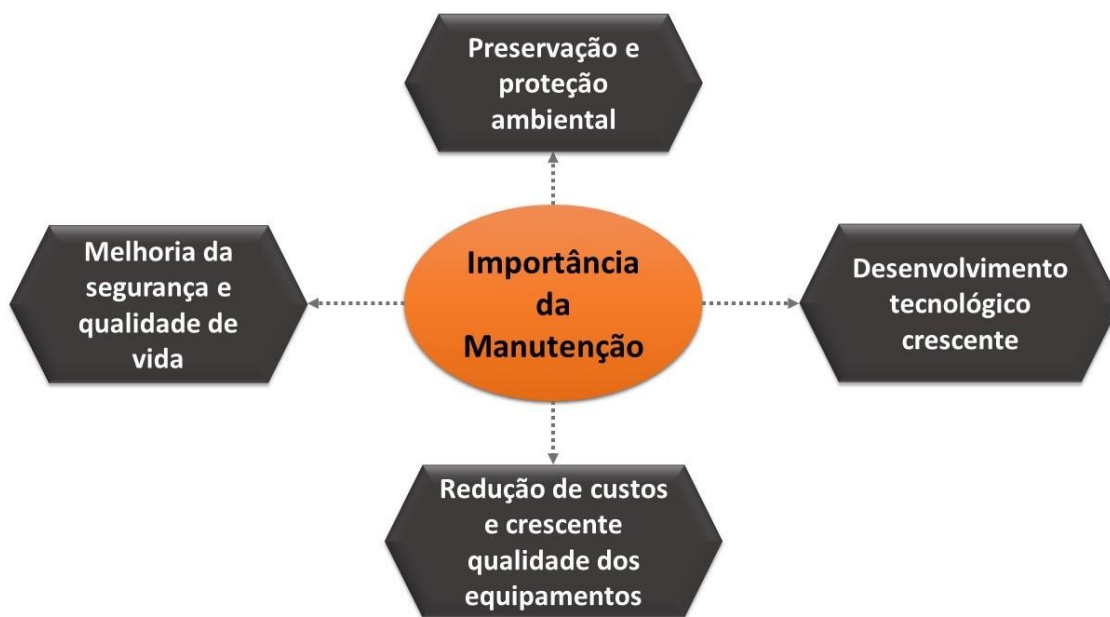 Preservação e
proteção
ambiental
Melhoria da
segurança e
qualidade de
vida
Importância
da
Manutenção
Desenvolvimento
tecnológico
crescente
Redução de custos
e crescente
qualidade dos
equipamentos